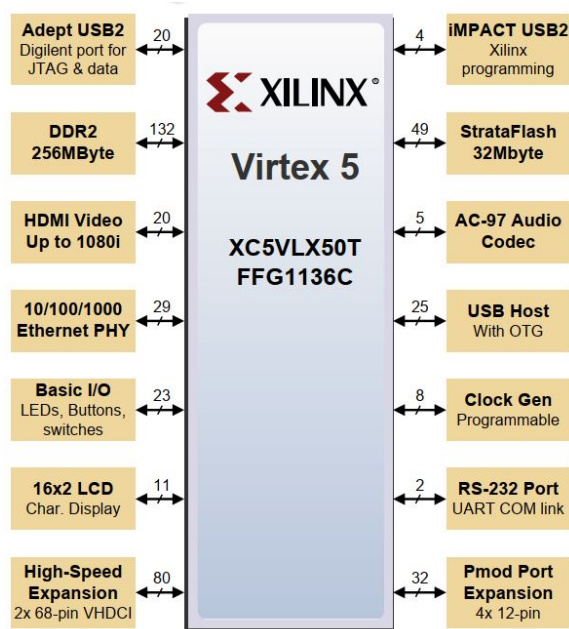 Adept USB2
Digilent port for
JTAG & data
20
DDR2
256MByte
132
HDMI Video
Up to 1080i
20
10/100/1000
Ethernet PHY
29
Basic I/O
LEDs, Buttons,
switches
23
16x2 LCD
Char. Display
11
High-Speed
Expansion
2x 68-pin VHDCI
80
XILINX®
Virtex 5
XC5VLX50T
FFG1136C
4
iMPACT USB2
Xilinx
programming
49
StrataFlash
32Mbyte
5
AC-97 Audio
Codec
25
USB Host
With OTG
8
Clock Gen
Programmable
2
RS-232 Port
UART COM link
32
Pmod Port
Expansion
4x 12-pin